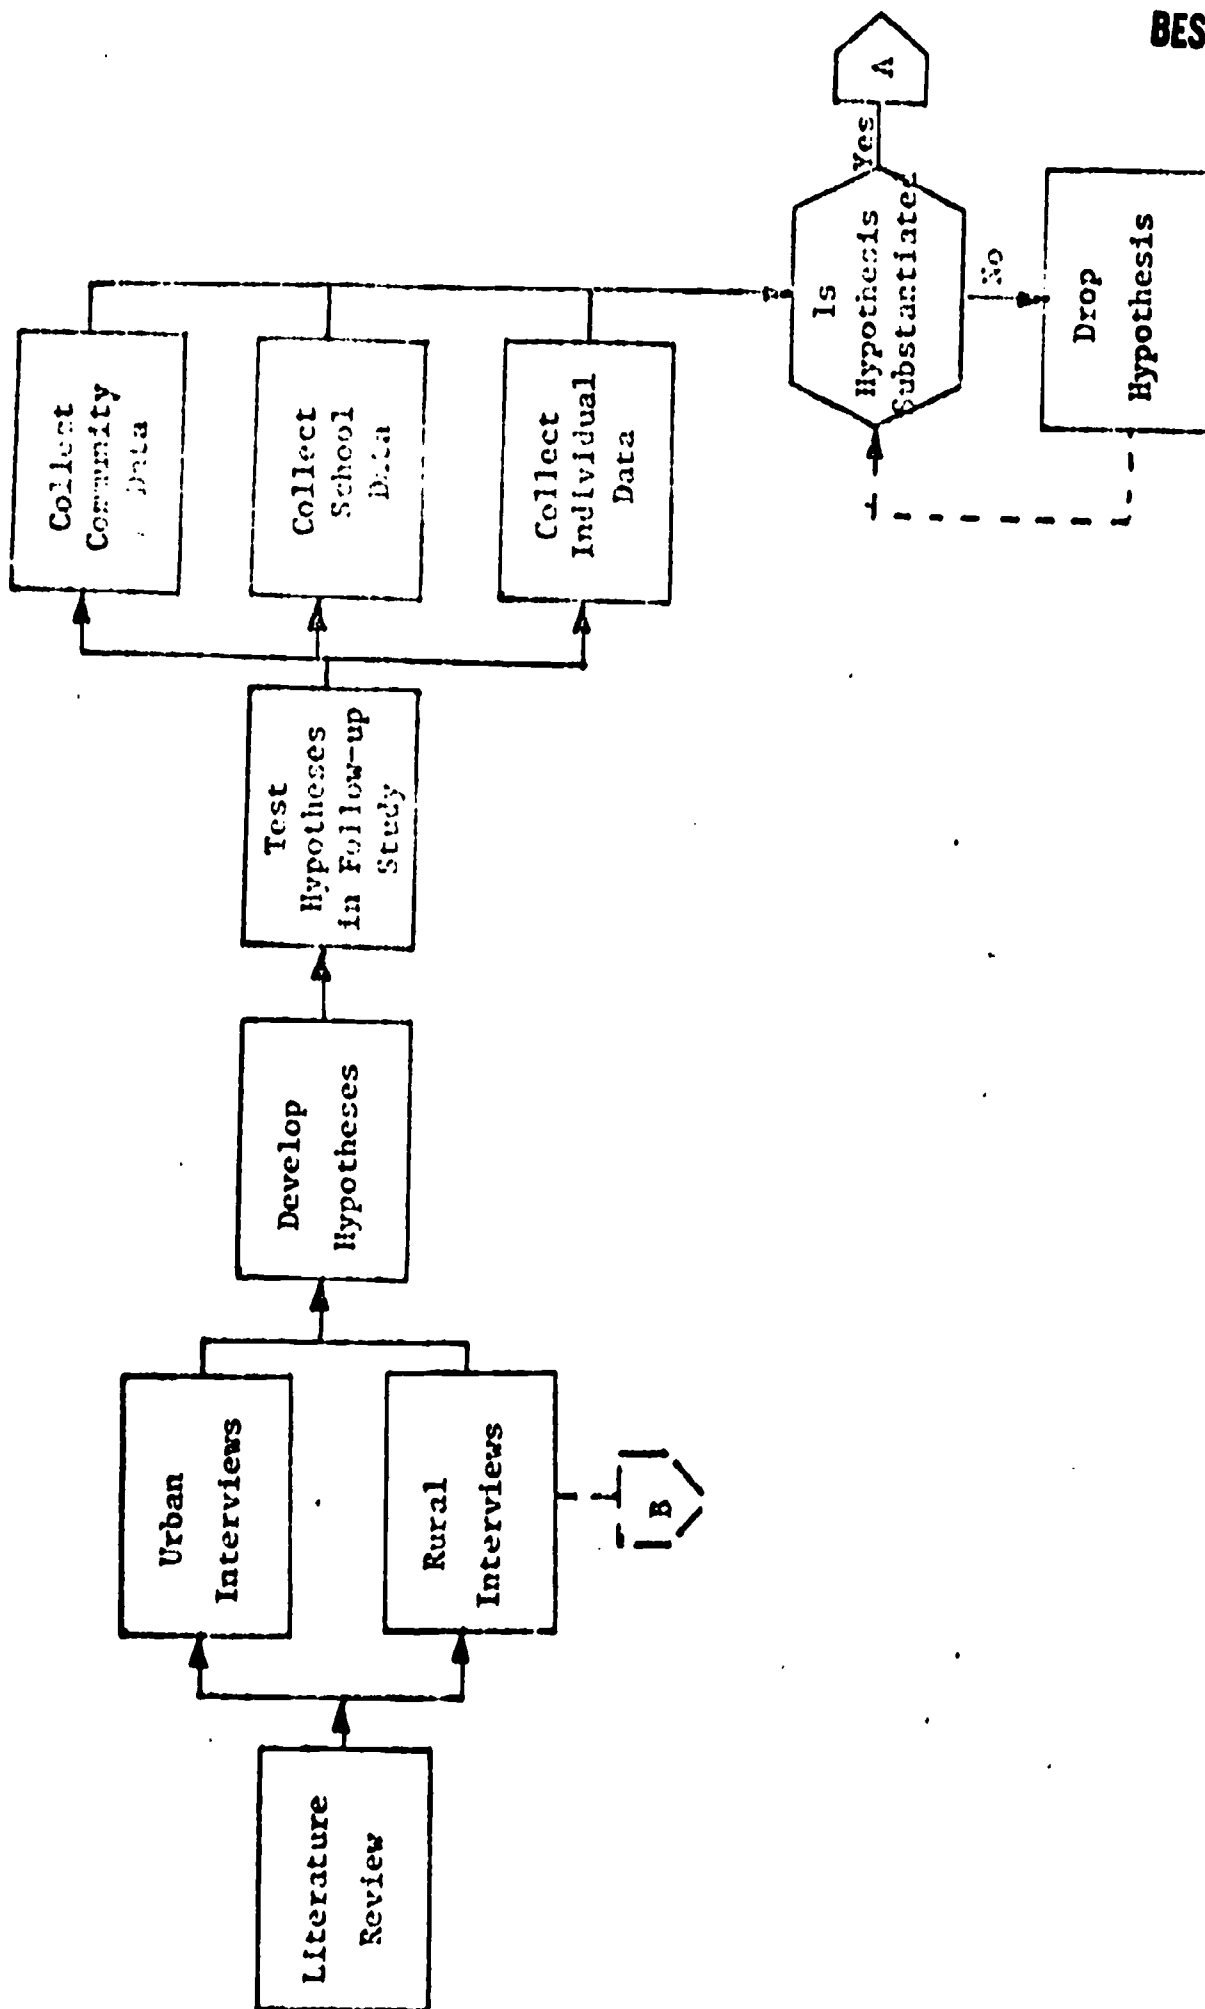 BES
Literature
Review
Urban
Interviews
Rural
Interviews
B
Develop
Hypotheses
Test
Hypotheses
in Follow-up
Study
Collect
Community
Data
Collect
School
Data
Collect
Individual
Data
Is
Hypothesis
Substantiated
Yes
A
No
Drop
Hypothesis